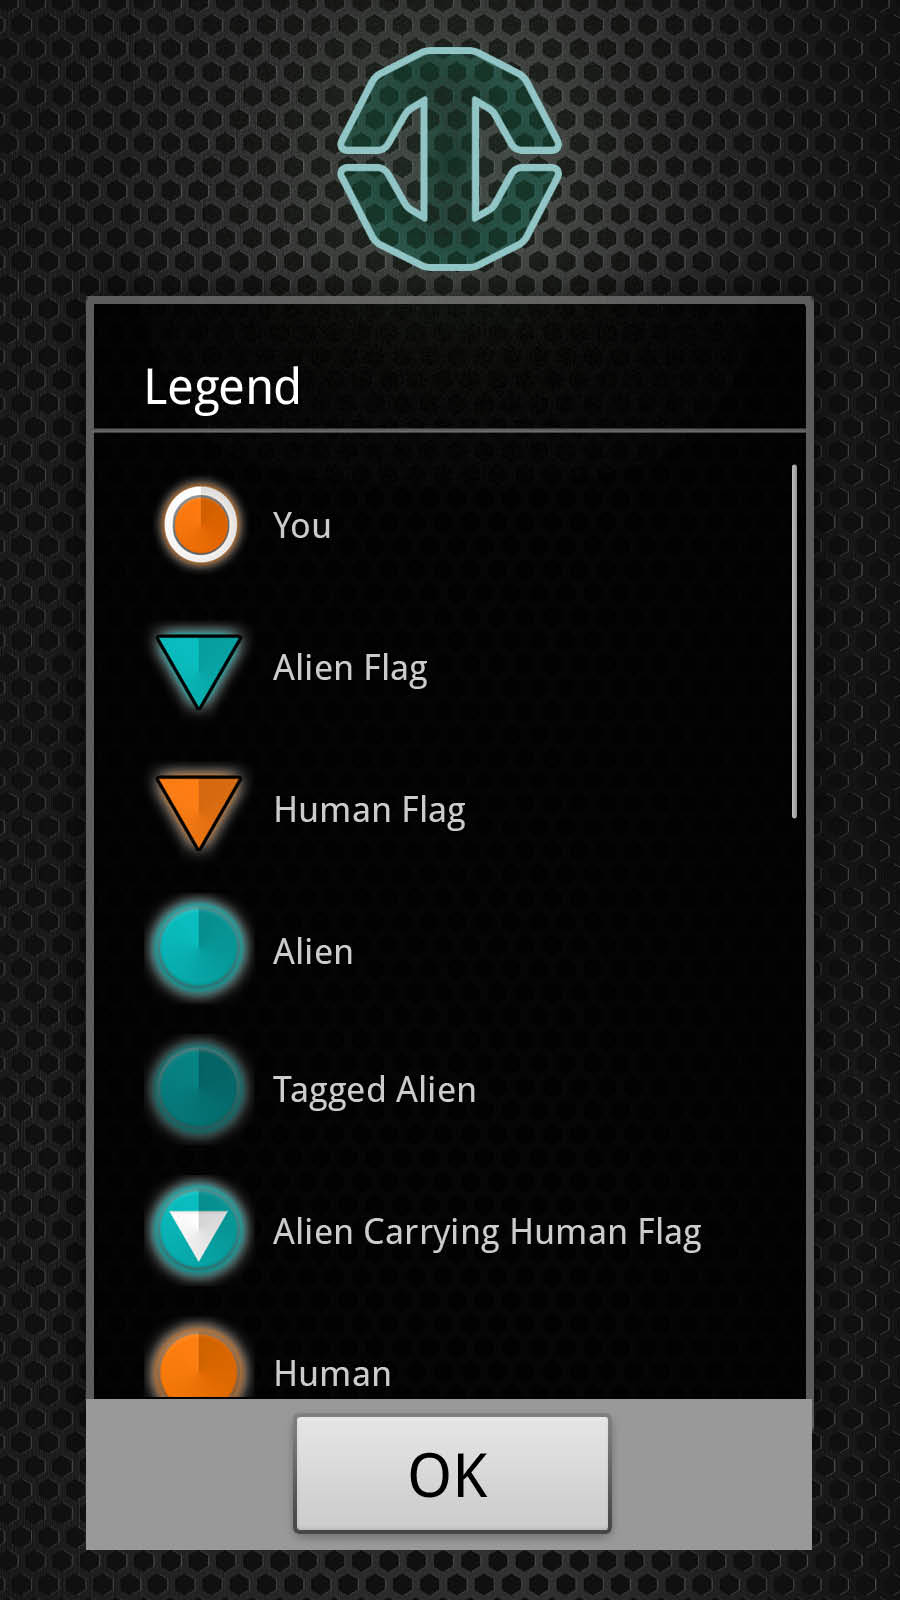 Legend
You
Alien Flag
Human Flag
Alien
Tagged Alien
Alien Carrying Human Flag
Human
OK